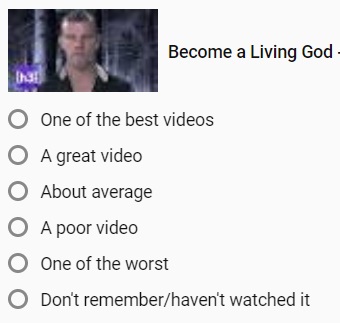 [h3]
Become a Living God -
One of the best videos
A great video
About average
A poor video
One of the worst
Don't remember/haven't watched it